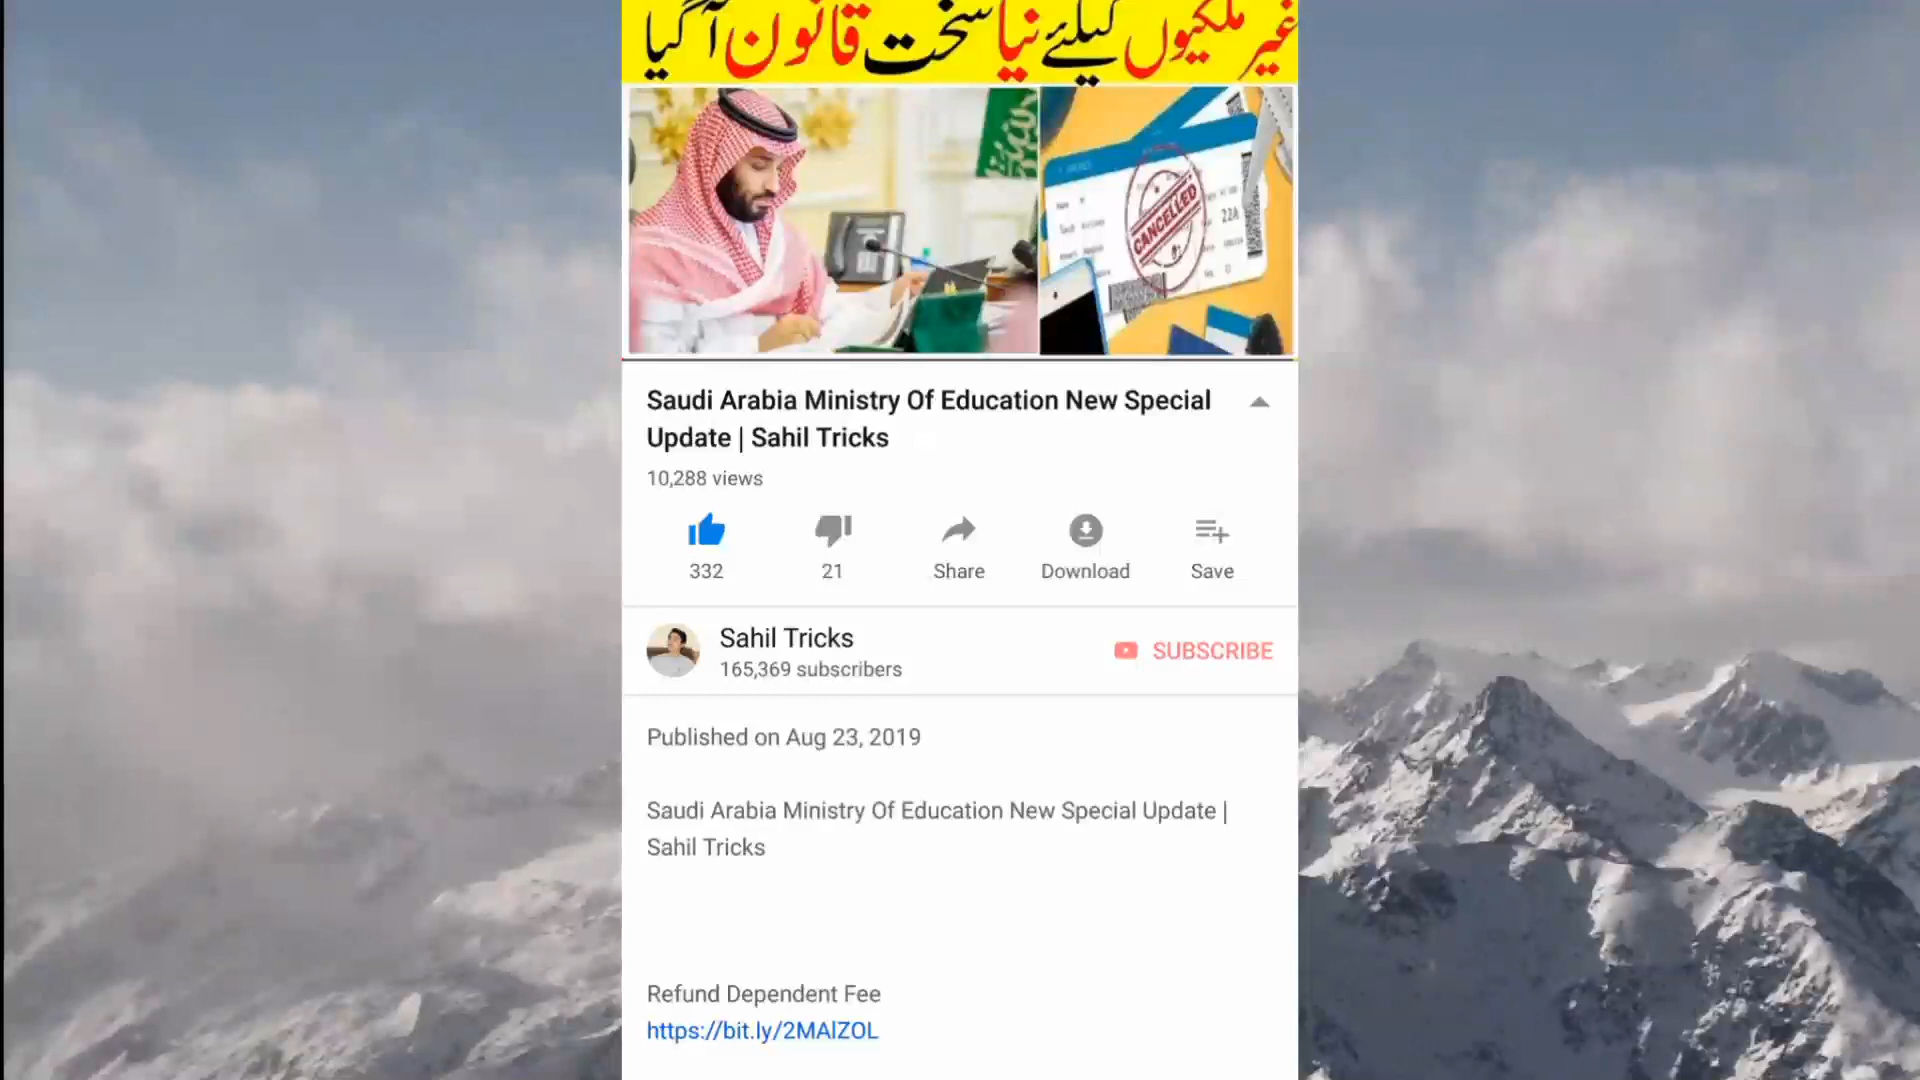 غیر ملکیوں کیلئے نیا سخت قانون آگیا
CANCELLED
22A
Saudi Arabia Ministry Of Education New Special
Update | Sahil Tricks
10,288 views
332
21
Share
Download
Save
Sahil Tricks
165,369 subscribers
SUBSCRIBE
Published on Aug 23, 2019
Saudi Arabia Ministry Of Education New Special Update |
Sahil Tricks
Refund Dependent Fee
https://bit.ly/2MAlZOL